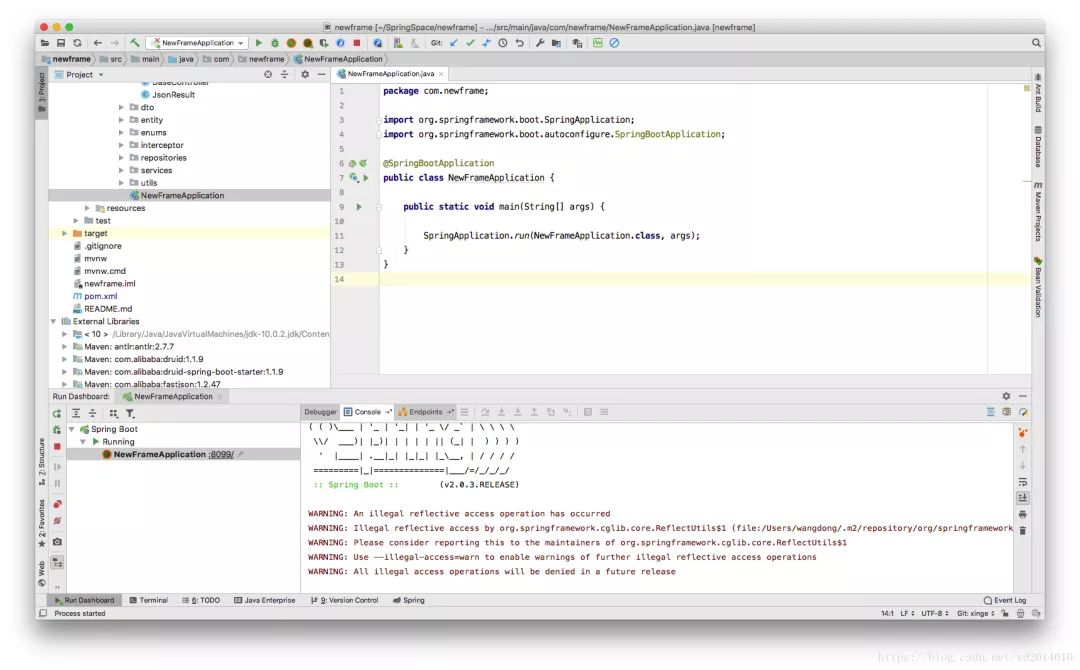 newframe [~/SpringSpace/newframe] - .../src/main/java/com/newframe/NewFrameApplication.java [newframe]
NewFrameApplication Git:
newframe src main java com newframe NewFrameApplication
Project
NewFrameApplication.java
1: Project
BaseController
JsonResult
dto
entity
enums
interceptor
repositories
services
utils
NewFrameApplication
resources
test
target
.gitignore
mvnw
mvnw.cmd
newframe.iml
pom.xml
README.md
External Libraries
< 10 > /Library/Java/JavaVirtualMachines/jdk-10.0.2.jdk/Conten
Maven: antlr:antlr:2.7.7
Maven: com.alibaba:druid:1.1.9
Maven: com.alibaba:druid-spring-boot-starter:1.1.9
Maven: com.alibaba:fastjson:1.2.47
1 package com.newframe;
2
3 import org.springframework.boot.SpringApplication;
4 import org.springframework.boot.autoconfigure.SpringBootApplication;
5
6 @SpringBootApplication
7 public class NewFrameApplication {
8
9 public static void main(String[] args) {
10
11 SpringApplication.run(NewFrameApplication.class, args);
12 }
13 }
14
Ant Build
Database
Maven Projects
Bean Validation
Run Dashboard: NewFrameApplication
Debugger Console Endpoints
Spring Boot
Running
NewFrameApplication :8099/
Z: Structure
2: Favorites
Web
( ( )\___ | '_ | '_| | '_ \/ _` | \ \ \ \
\\/ ___)| |_)| | | | | || (_| | ) ) ) )
' |____| .__|_| |_|_| |_\__, | / / / /
=========|_|==============|___/=/_/_/_/
:: Spring Boot :: (v2.0.3.RELEASE)
WARNING: An illegal reflective access operation has occurred
WARNING: Illegal reflective access by org.springframework.cglib.core.ReflectUtils$1 (file:/Users/wangdong/.m2/repository/org/springframework
WARNING: Please consider reporting this to the maintainers of org.springframework.cglib.core.ReflectUtils$1
WARNING: Use --illegal-access=warn to enable warnings of further illegal reflective access operations
WARNING: All illegal access operations will be denied in a future release
Run Dashboard Terminal 6: TODO Java Enterprise 9: Version Control Spring Event Log
Process started 14:1 LF UTF-8 Git: xinge
https://blog.csdn.net/wd2014610